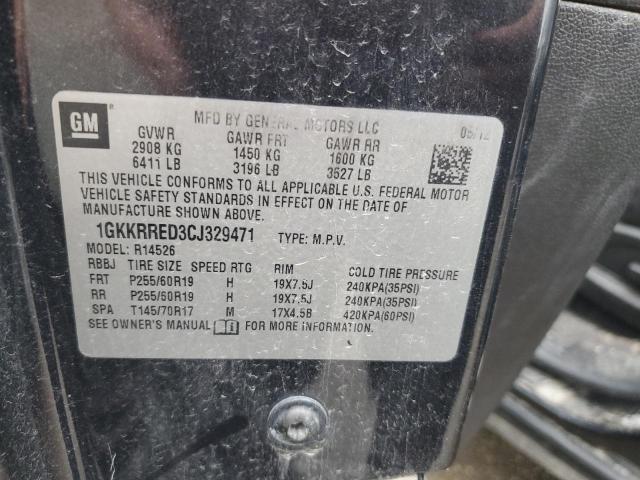 GM
MFD BY GENERAL MOTORS LLC 05/12
GVWR GAWR FRT GAWR RR
2908 KG 1450 KG 1600 KG
6411 LB 3196 LB 3527 LB
THIS VEHICLE CONFORMS TO ALL APPLICABLE U.S. FEDERAL MOTOR
VEHICLE SAFETY STANDARDS IN EFFECT ON THE DATE OF
MANUFACTURE SHOWN ABOVE.
1GKKRRED3CJ329471 TYPE: M.P.V.
MODEL: R14526
RBBJ TIRE SIZE SPEED RTG RIM COLD TIRE PRESSURE
FRT P255/60R19 H 19X7.5J 240KPA(35PSI)
RR P255/60R19 H 19X7.5J 240KPA(35PSI)
SPA T145/70R17 M 17X4.5B 420KPA(60PSI)
SEE OWNER'S MANUAL FOR MORE INFORMATION.